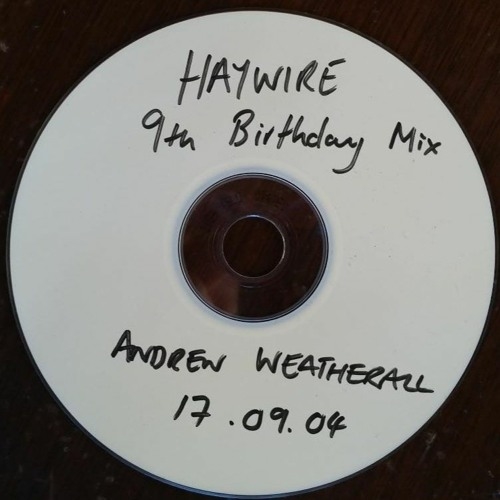 HAYWIRE
9th Birthday Mix
ANDREW WEATHERALL
17.09.04